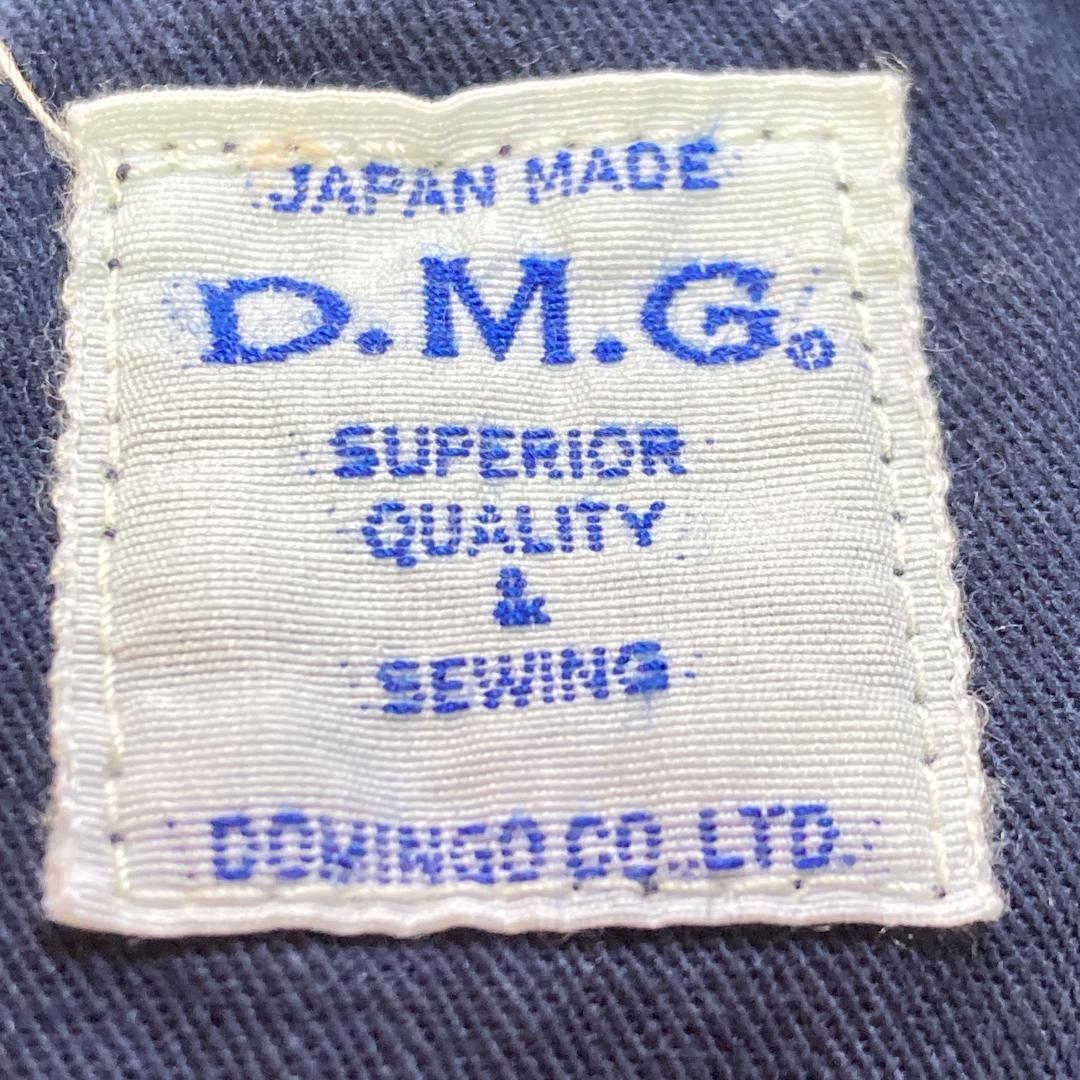 JAPAN MADE
D.M.G.®
SUPERIOR
QUALITY
&
SEWING
DOMINGO CO.,LTD.